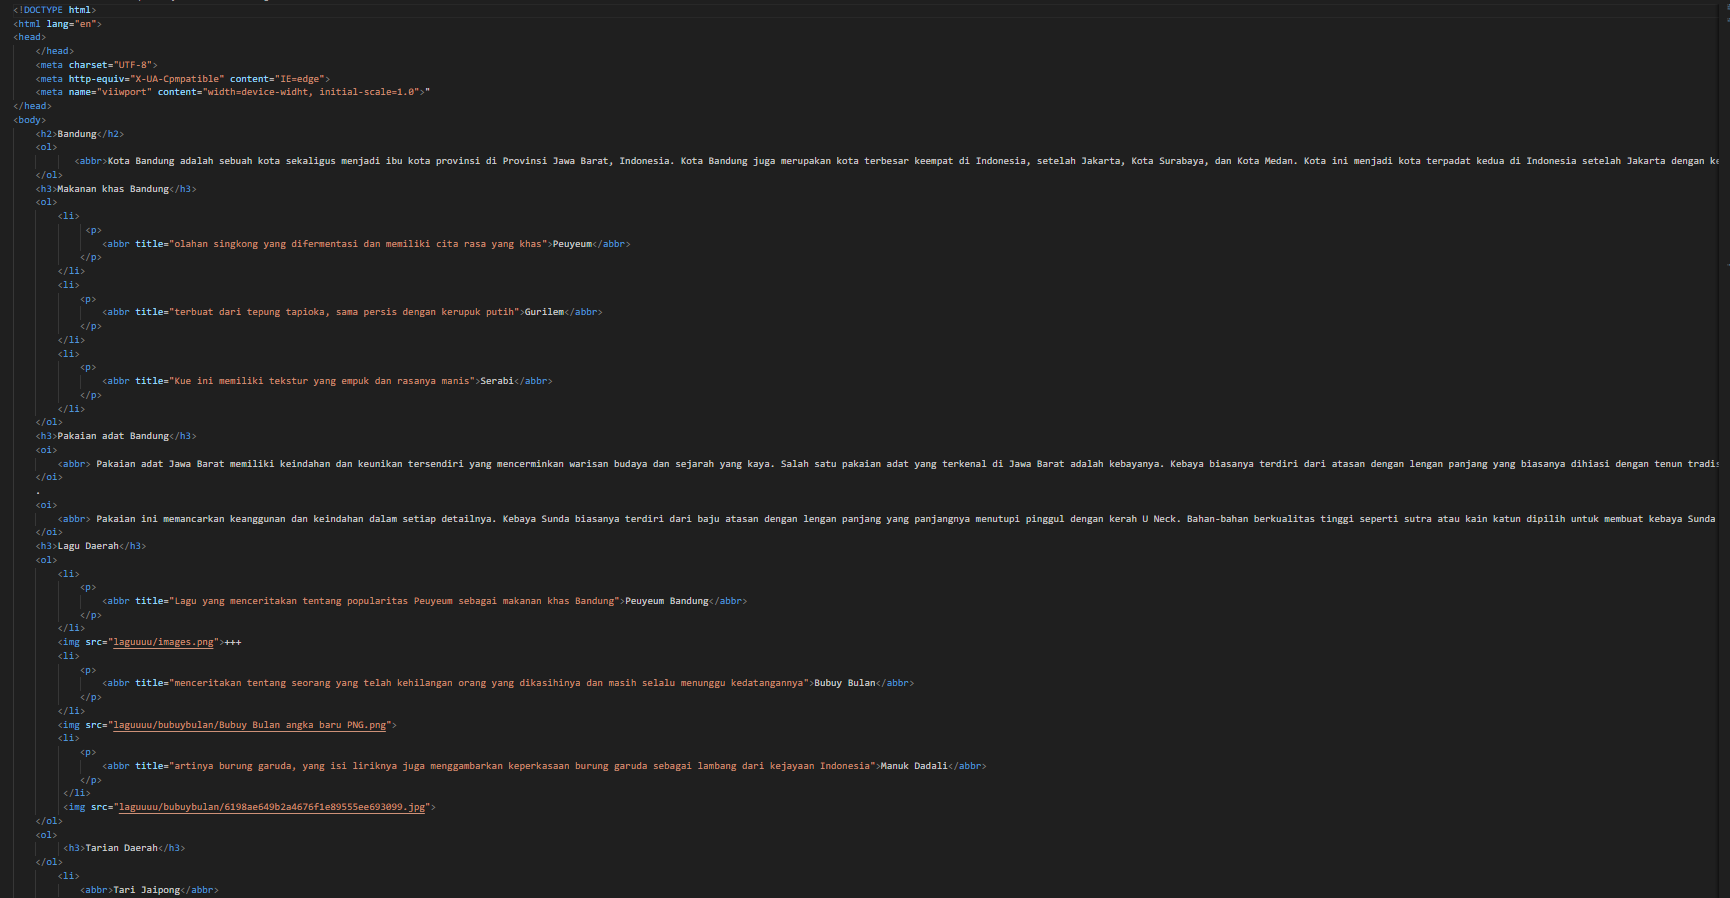 <!DOCTYPE html>
<html lang="en">
<head>
</head>
<meta charset="UTF-8">
<meta http-equiv="X-UA-Cpmpatible" content="IE=edge">
<meta name="viiwport" content="width=device-widht, initial-scale=1.0">"
</head>
<body>
<h2>Bandung</h2>
<ol>
<abbr>Kota Bandung adalah sebuah kota sekaligus menjadi ibu kota provinsi di Provinsi Jawa Barat, Indonesia. Kota Bandung juga merupakan kota terbesar keempat di Indonesia, setelah Jakarta, Kota Surabaya, dan Kota Medan. Kota ini menjadi kota terpadat kedua di Indonesia setelah Jakarta dengan
</ol>
<h3>Makanan khas Bandung</h3>
<ol>
<li>
<p>
<abbr title="olahan singkong yang difermentasi dan memiliki cita rasa yang khas">Peuyeum</abbr>
</p>
</li>
<li>
<p>
<abbr title="terbuat dari tepung tapioka, sama persis dengan kerupuk putih">Gurilem</abbr>
</p>
</li>
<li>
<p>
<abbr title="Kue ini memiliki tekstur yang empuk dan rasanya manis">Serabi</abbr>
</p>
</li>
</ol>
<h3>Pakaian adat Bandung</h3>
<oi>
<abbr> Pakaian adat Jawa Barat memiliki keindahan dan keunikan tersendiri yang mencerminkan warisan budaya dan sejarah yang kaya. Salah satu pakaian adat yang terkenal di Jawa Barat adalah kebayanya. Kebaya biasanya terdiri dari atasan dengan lengan panjang yang biasanya dihiasi dengan tenun
</oi>
.
<oi>
<abbr> Pakaian ini memancarkan keanggunan dan keindahan dalam setiap detailnya. Kebaya Sunda biasanya terdiri dari baju atasan dengan lengan panjang yang panjangnya menutupi pinggul dengan kerah U Neck. Bahan-bahan berkualitas tinggi seperti sutra atau kain katun dipilih untuk membuat kebaya Sunda
</oi>
<h3>Lagu Daerah</h3>
<ol>
<li>
<p>
<abbr title="Lagu yang menceritakan tentang popularitas Peuyeum sebagai makanan khas Bandung">Peuyeum Bandung</abbr>
</p>
</li>
<img src="laguuuu/images.png">+++
<li>
<p>
<abbr title="menceritakan tentang seorang yang telah kehilangan orang yang dikasihinya dan masih selalu menunggu kedatangannya">Bubuy Bulan</abbr>
</p>
</li>
<img src="laguuuu/bubuybulan/Bubuy Bulan angka baru PNG.png">
<li>
<p>
<abbr title="artinya burung garuda, yang isi liriknya juga menggambarkan keperkasaan burung garuda sebagai lambang dari kejayaan Indonesia">Manuk Dadali</abbr>
</p>
</li>
<img src="laguuuu/bubuybulan/6198ae649b2a4676f1e89555ee693099.jpg">
</ol>
<ol>
<h3>Tarian Daerah</h3>
</ol>
<li>
<abbr>Tari Jaipong</abbr>